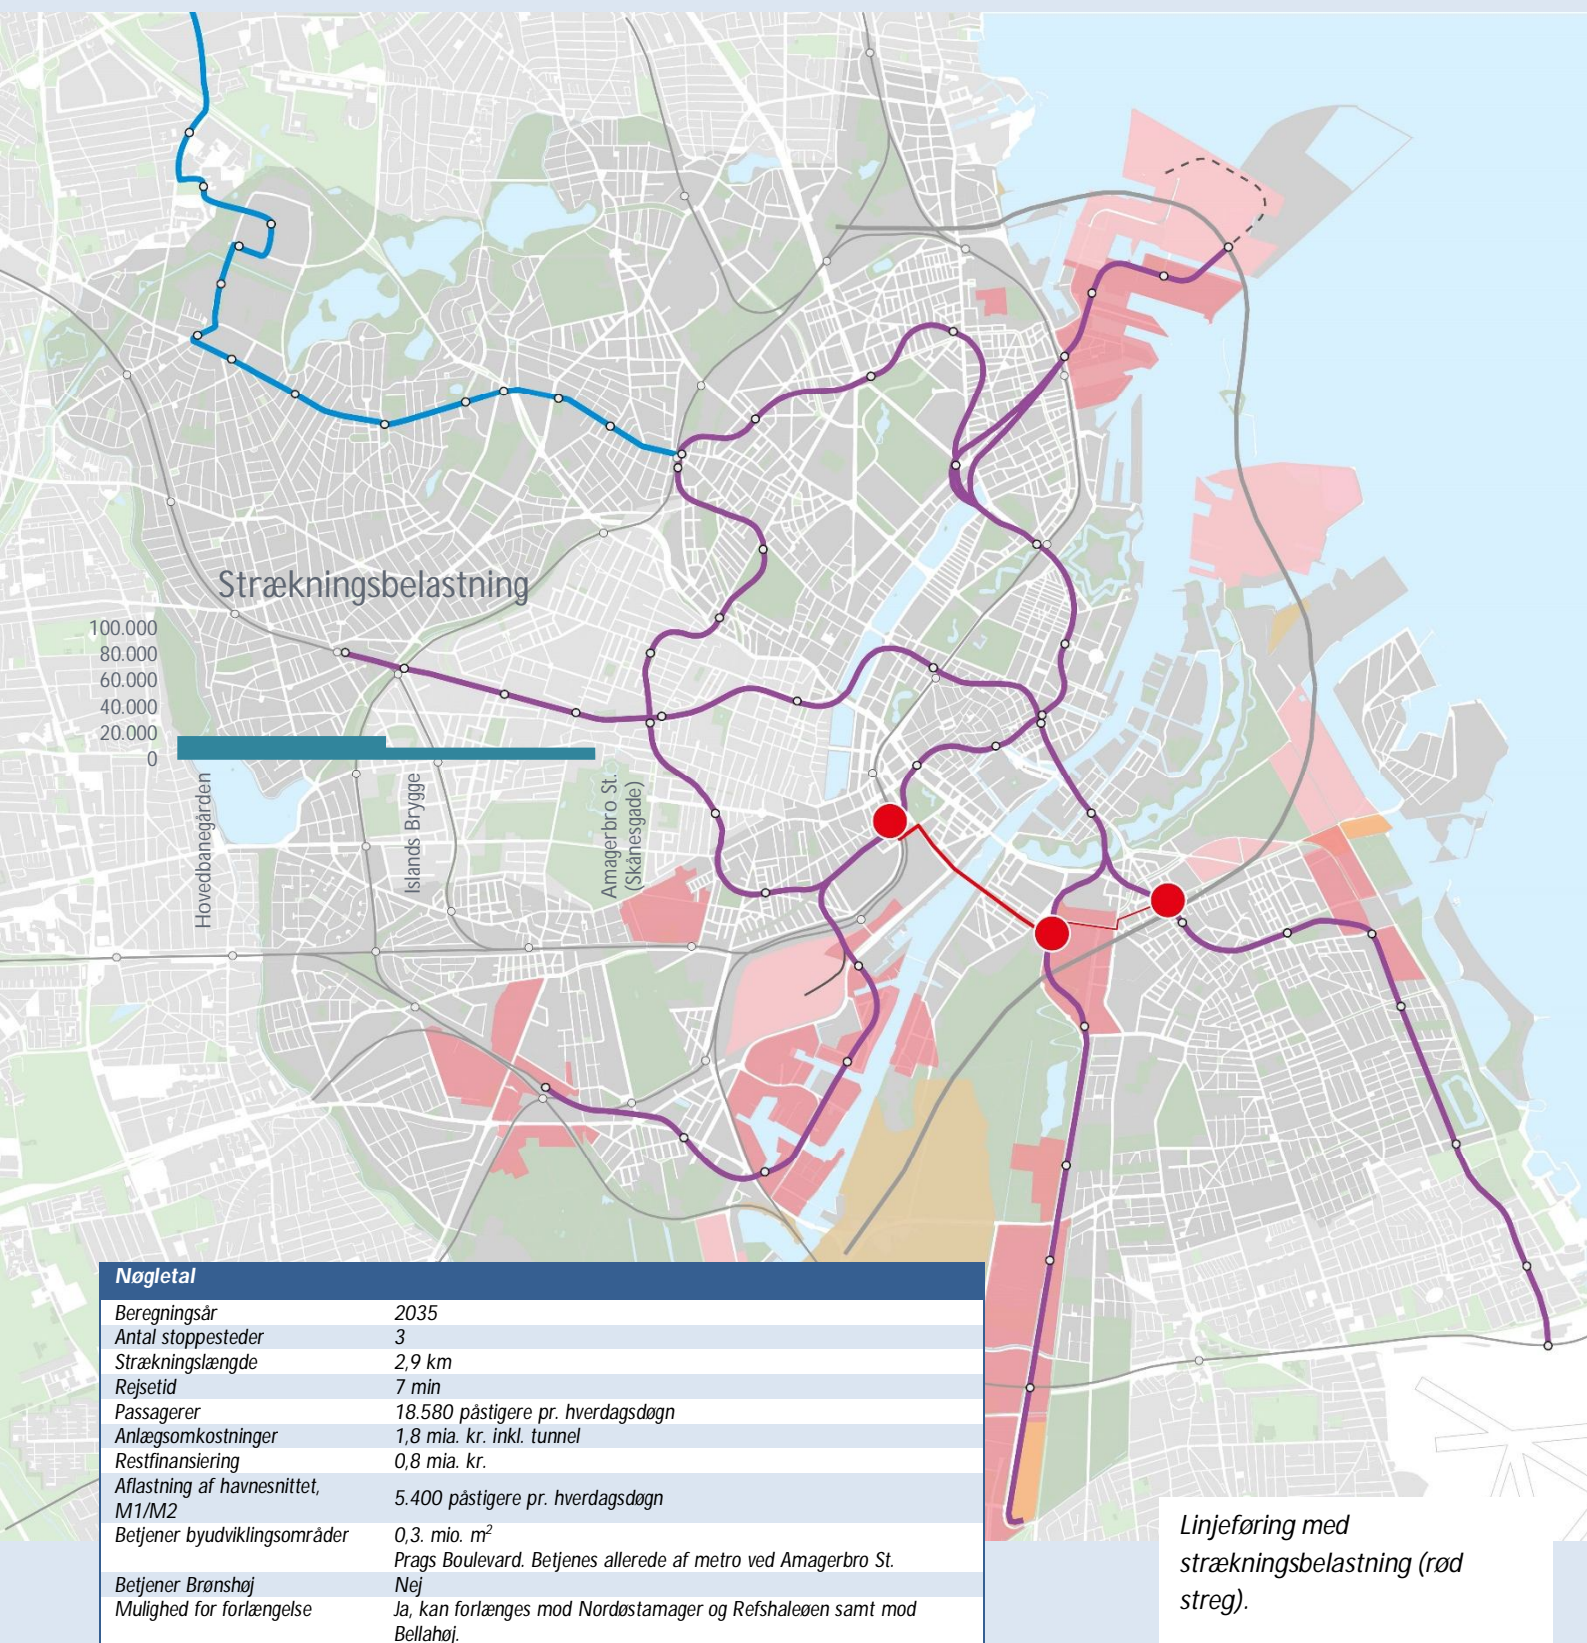 Strækningsbelastning
100.000
80.000
60.000
40.000
20.000
0
Hovedbanegården
Islands Brygge
Amagerbro St.
(Skånesgade)
Nøgletal
Beregningsår 2035
Antal stoppesteder 3
Strækningslængde 2,9 km
Rejsetid 7 min
Passagerer 18.580 påstigere pr. hverdagsdøgn
Anlægsomkostninger 1,8 mia. kr. inkl. tunnel
Restfinansiering 0,8 mia. kr.
Aflastning af havnesnittet,
M1/M2 5.400 påstigere pr. hverdagsdøgn
Betjener byudviklingsområder 0,3. mio. m²
Prags Boulevard. Betjenes allerede af metro ved Amagerbro St.
Betjener Brønshøj Nej
Mulighed for forlængelse Ja, kan forlænges mod Nordøstamager og Refshaleøen samt mod
Bellahøj.
Linjeføring med
strækningsbelastning (rød
streg).